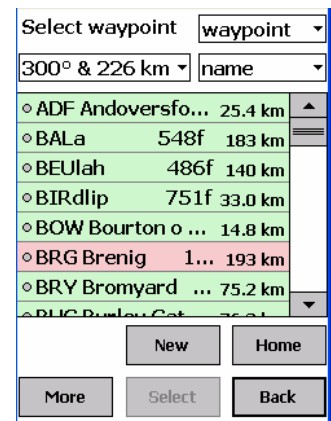 Select waypoint waypoint
300° & 226 km name
ADF Andoversfo... 25.4 km
BALa 548f 183 km
BEUlah 486f 140 km
BIRdlip 751f 33.0 km
BOW Bourton o ... 14.8 km
BRG Brenig 1... 193 km
BRY Bromyard ... 75.2 km
New Home
More Select Back